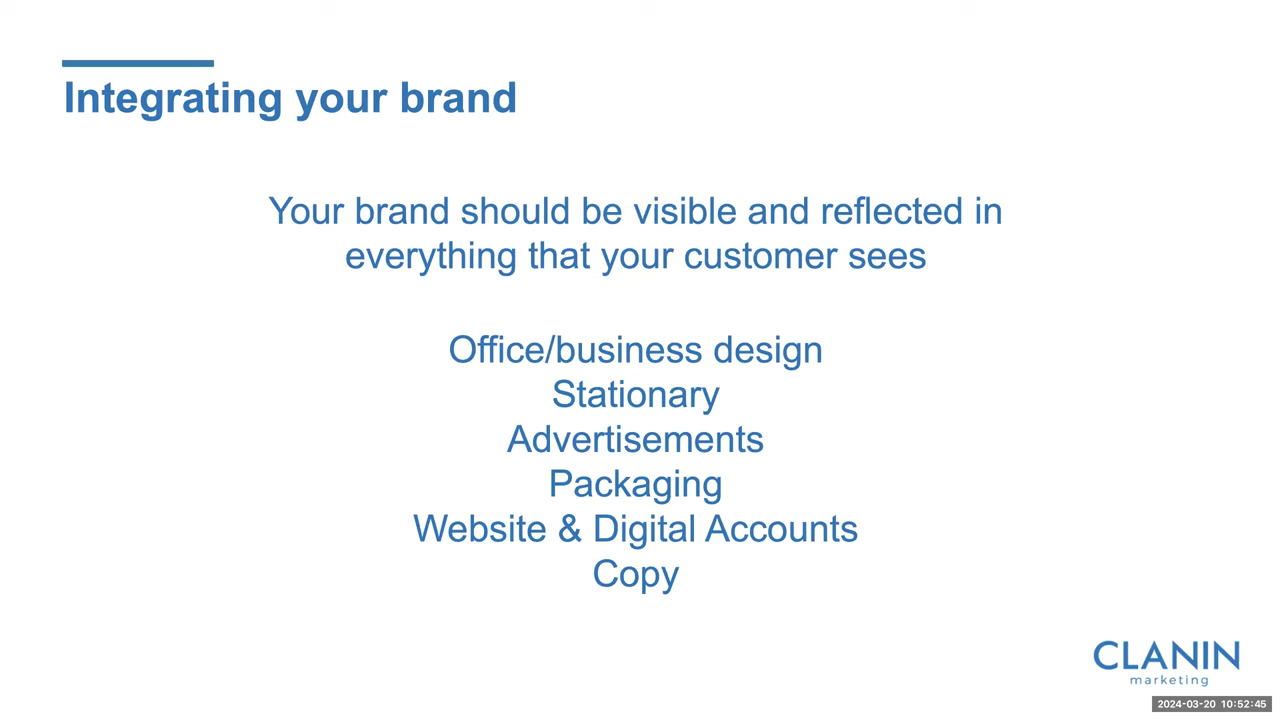 Integrating your brand
Your brand should be visible and reflected in
everything that your customer sees
Office/business design
Stationary
Advertisements
Packaging
Website & Digital Accounts
Copy
CLANIN
marketing
2024-03-20 10:52:45